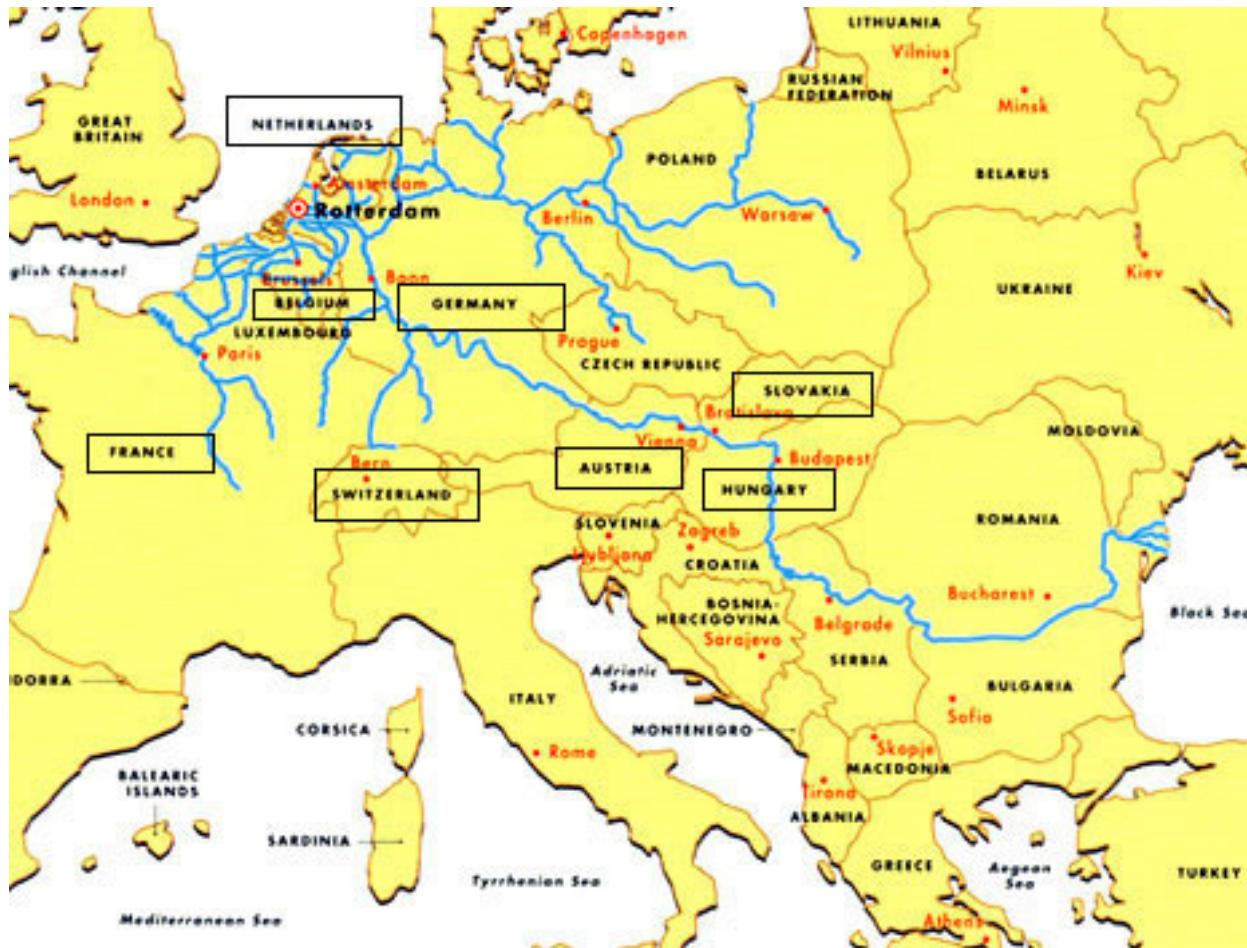 LITHUANIA
Copenhagen
Vilnius
RUSSIAN
FEDERATION
Minsk
GREAT
BRITAIN
NETHERLANDS
POLAND
BELARUS
Amsterdam
London
Rotterdam
Berlin
Warsaw
glish Channel
Brussels
Bonn
Kiev
BELGIUM
GERMANY
UKRAINE
LUXEMBOURG
Prague
Paris
CZECH REPUBLIC
SLOVAKIA
Bratislava
MOLDOVIA
Vienna
FRANCE
Bern
AUSTRIA
Budapest
SWITZERLAND
HUNGARY
SLOVENIA
Zagreb
ROMANIA
Hybljana
CROATIA
BOSNIA-
HERCEGOVINA
Bucharest
Belgrade
Black Sea
Sarajevo
SERBIA
Adriatic
Sea
NDORRA
ITALY
BULGARIA
Sofia
CORSICA
MONTENEGRO
Rome
Skopje
MACEDONIA
BALEARIC
ISLANDS
Tirana
ALBANIA
SARDINIA
GREECE
Aegean
Sea
TURKEY
Tyrrhenian Sea
Mediterranean Sea
Athens